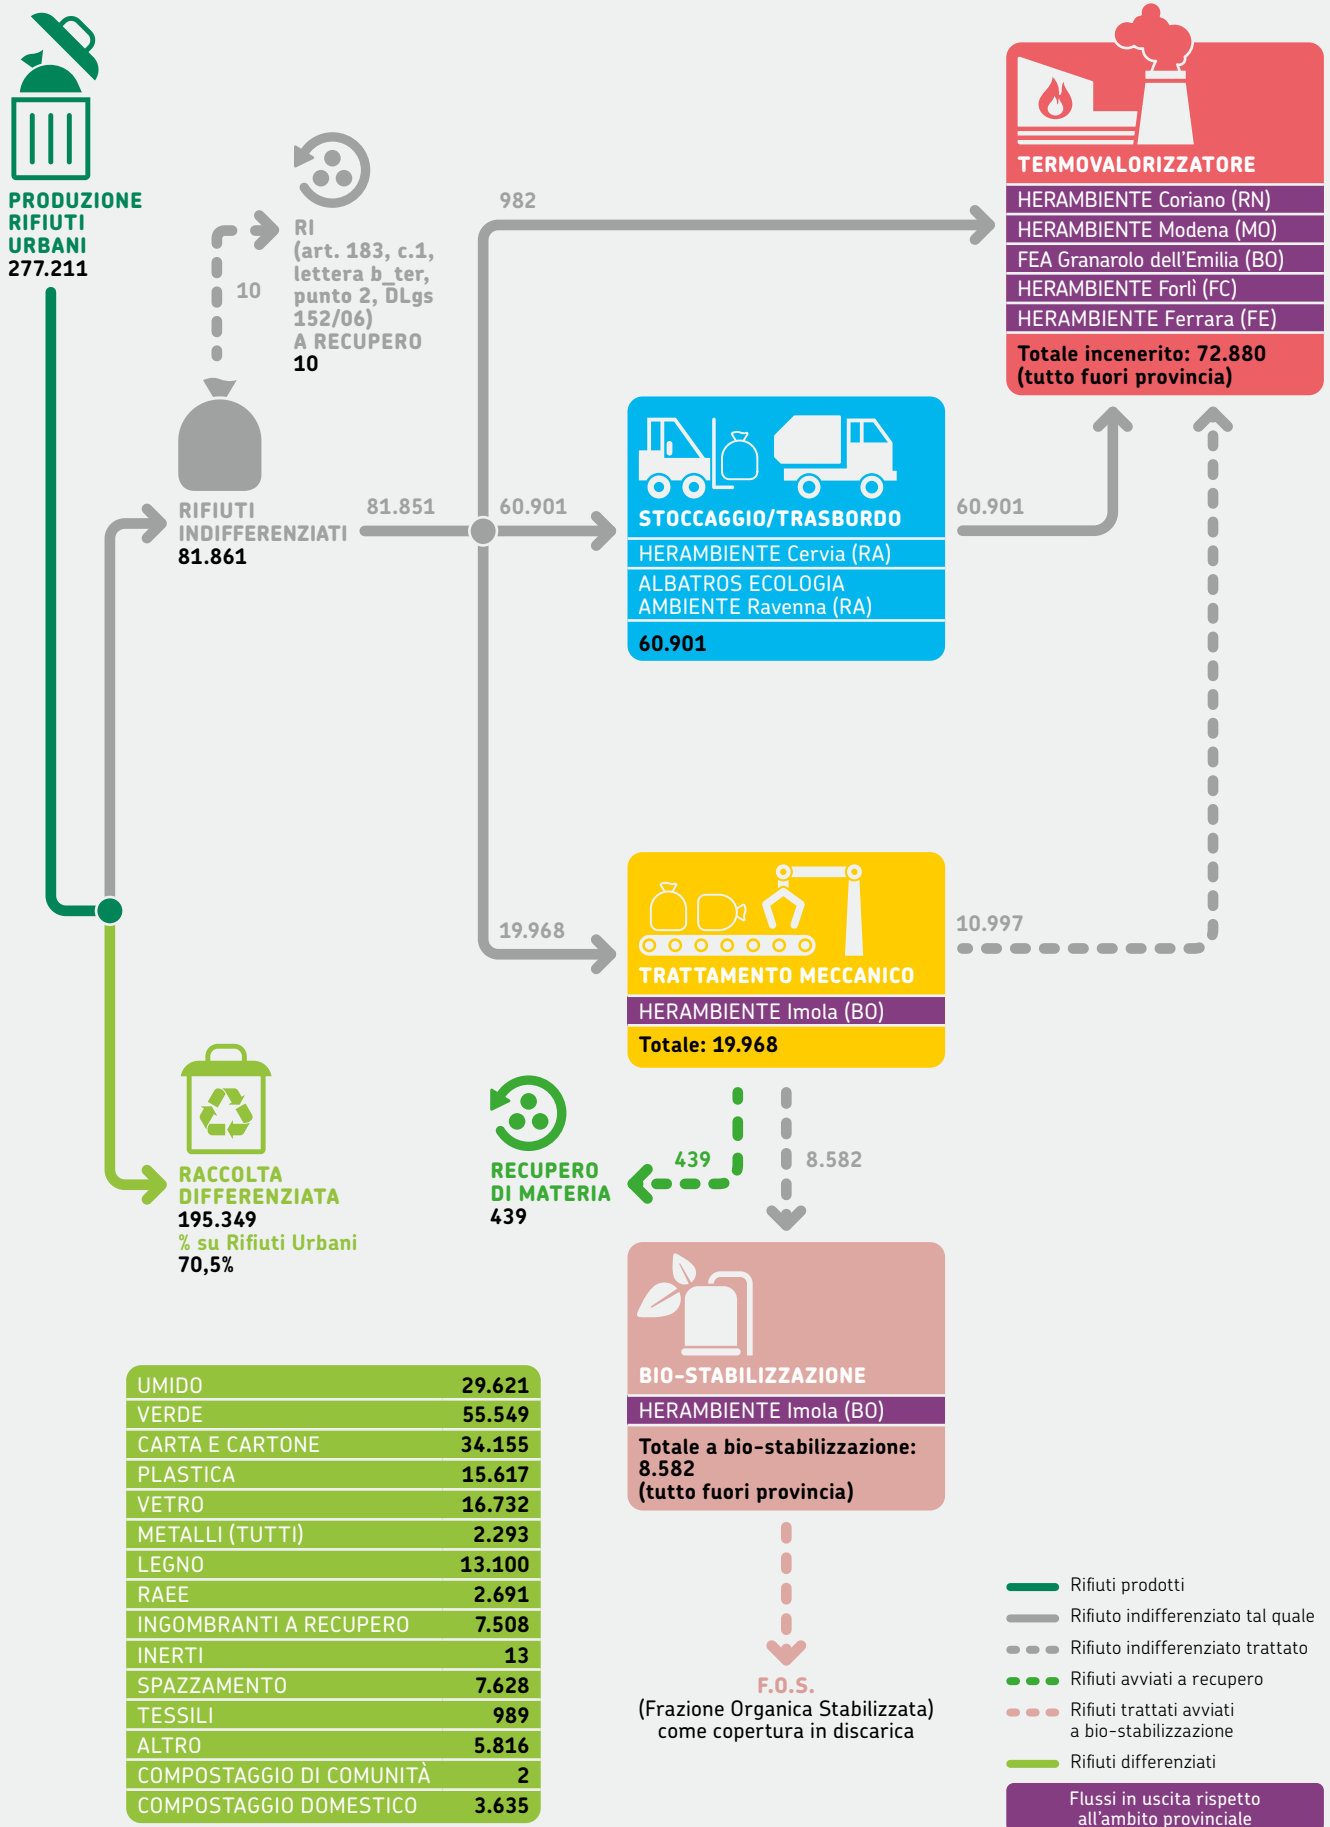 PRODUZIONE
RIFIUTI
URBANI
277.211
10
RI
(art. 183, c.1,
lettera b_ter,
punto 2, DLgs
152/06)
A RECUPERO
10
RIFIUTI
INDIFFERENZIATI
81.861
81.851
982
60.901
19.968
TERMOVALORIZZATORE
HERAMBIENTE Coriano (RN)
HERAMBIENTE Modena (MO)
FEA Granarolo dell'Emilia (BO)
HERAMBIENTE Forlì (FC)
HERAMBIENTE Ferrara (FE)
Totale incenerito: 72.880
(tutto fuori provincia)
STOCCAGGIO/TRASBORDO
HERAMBIENTE Cervia (RA)
ALBATROS ECOLOGIA
AMBIENTE Ravenna (RA)
60.901
60.901
TRATTAMENTO MECCANICO
HERAMBIENTE Imola (BO)
Totale: 19.968
10.997
RECUPERO
DI MATERIA
439
439
8.582
RACCOLTA
DIFFERENZIATA
195.349
% su Rifiuti Urbani
70,5%
BIO-STABILIZZAZIONE
HERAMBIENTE Imola (BO)
Totale a bio-stabilizzazione:
8.582
(tutto fuori provincia)
F.O.S.
(Frazione Organica Stabilizzata)
come copertura in discarica
UMIDO 29.621
VERDE 55.549
CARTA E CARTONE 34.155
PLASTICA 15.617
VETRO 16.732
METALLI (TUTTI) 2.293
LEGNO 13.100
RAEE 2.691
INGOMBRANTI A RECUPERO 7.508
INERTI 13
SPAZZAMENTO 7.628
TESSILI 989
ALTRO 5.816
COMPOSTAGGIO DI COMUNITÀ 2
COMPOSTAGGIO DOMESTICO 3.635
Rifiuti prodotti
Rifiuto indifferenziato tal quale
Rifiuto indifferenziato trattato
Rifiuti avviati a recupero
Rifiuti trattati avviati
a bio-stabilizzazione
Rifiuti differenziati
Flussi in uscita rispetto
all'ambito provinciale